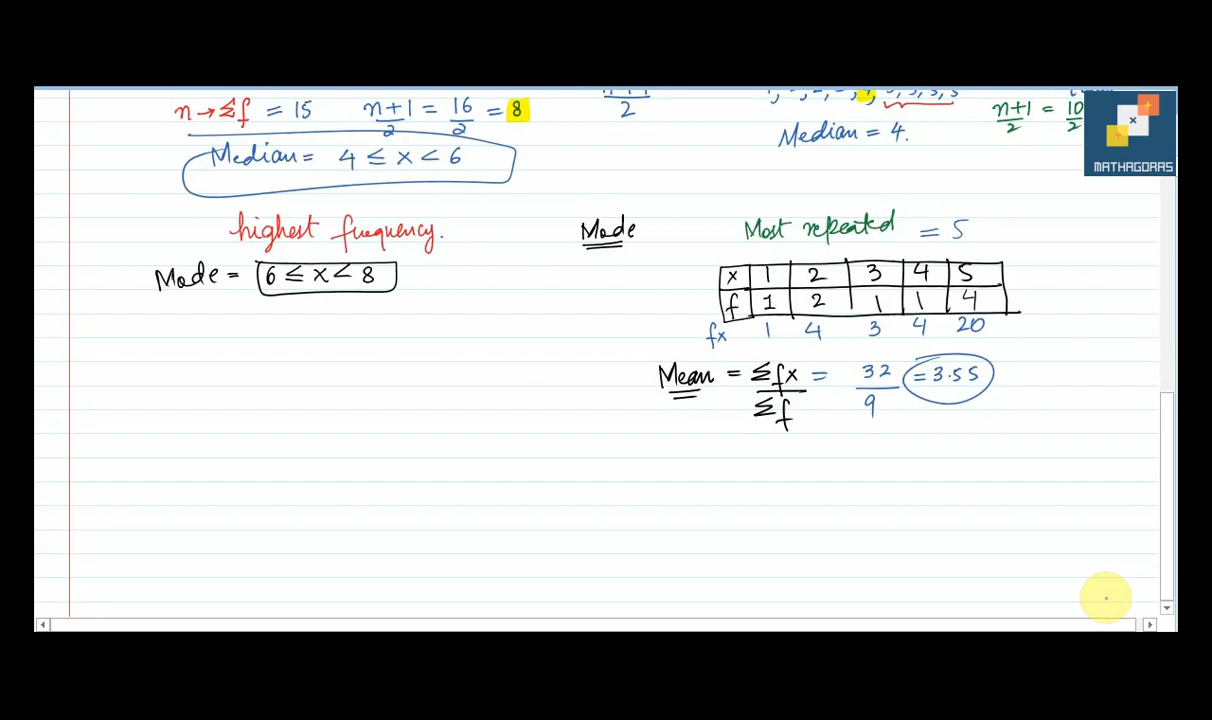 n → Σf = 15
n+1/2 = 16/2 = 8
2
n+1/2 = 10/2
Median = 4 ≤ x < 6
Median = 4.
MATHAGORAS
highest frequency.
Mode = 6 ≤ x < 8
Mode
Most repeated = 5
x 1 2 3 4 5
f 1 2 1 1 4
fx 1 4 3 4 20
Mean = Σfx/Σf = 32/9 = 3.55